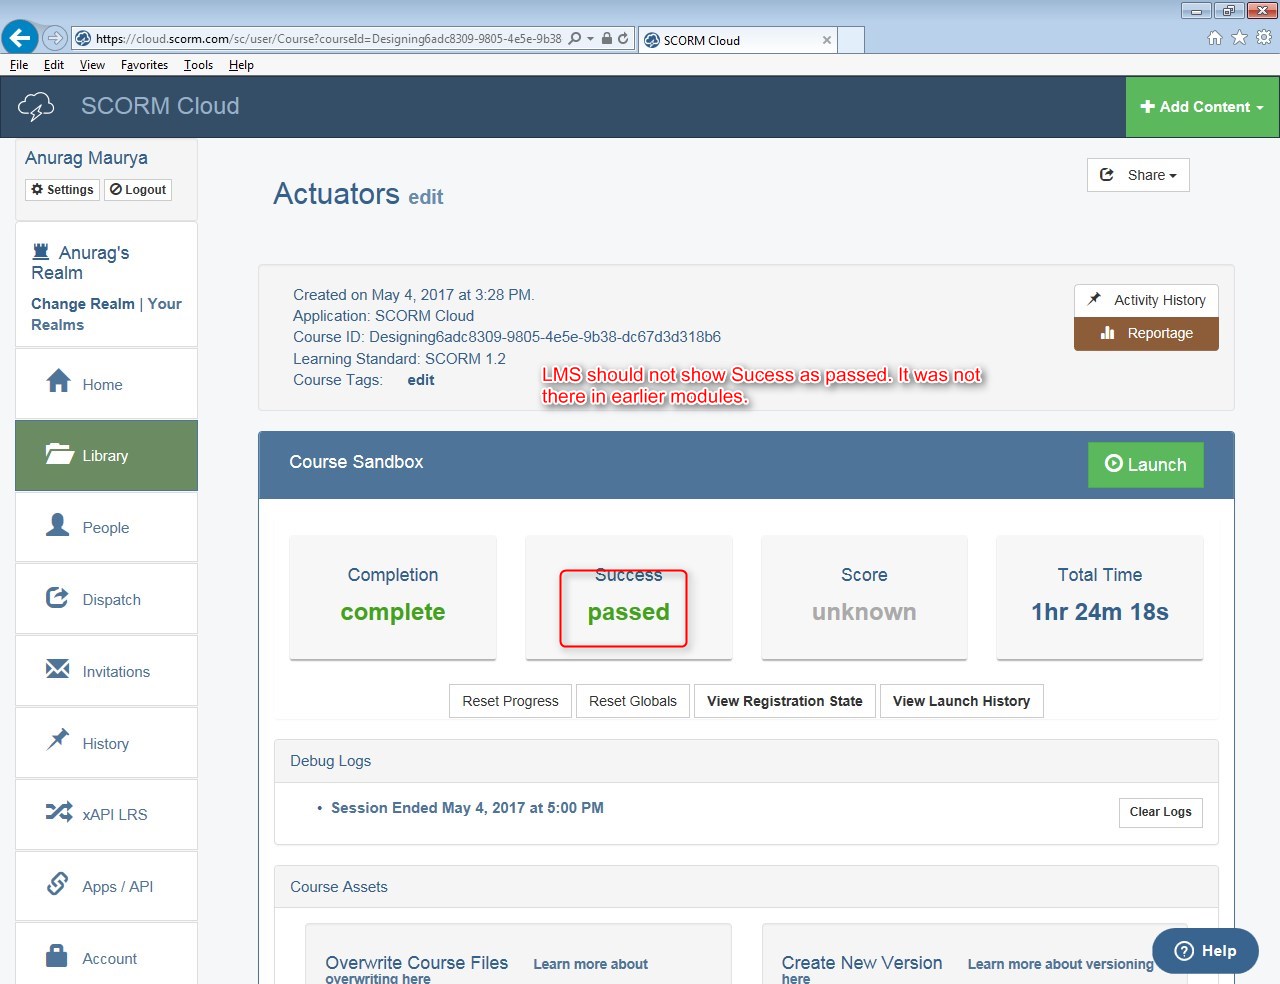 https://cloud.scorm.com/sc/user/Course?courseId=Designing6adc8309-9805-4e5e-9b38
SCORM Cloud
File Edit View Favorites Tools Help
SCORM Cloud
Add Content
Anurag Maurya
Settings Logout
Anurag's
Realm
Change Realm | Your
Realms
Home
Library
People
Dispatch
Invitations
History
xAPI LRS
Apps / API
Account
Actuators edit
Share
Created on May 4, 2017 at 3:28 PM.
Application: SCORM Cloud
Course ID: Designing6adc8309-9805-4e5e-9b38-dc67d3d318b6
Learning Standard: SCORM 1.2
Course Tags: edit
Activity History
Reportage
LMS should not show Sucess as passed. It was not
there in earlier modules.
Course Sandbox
Launch
Completion
complete
Success
passed
Score
unknown
Total Time
1hr 24m 18s
Reset Progress
Reset Globals
View Registration State
View Launch History
Debug Logs
• Session Ended May 4, 2017 at 5:00 PM
Clear Logs
Course Assets
Overwrite Course Files Learn more about
overwriting here
Create New Version Learn more about versioning
here
Help